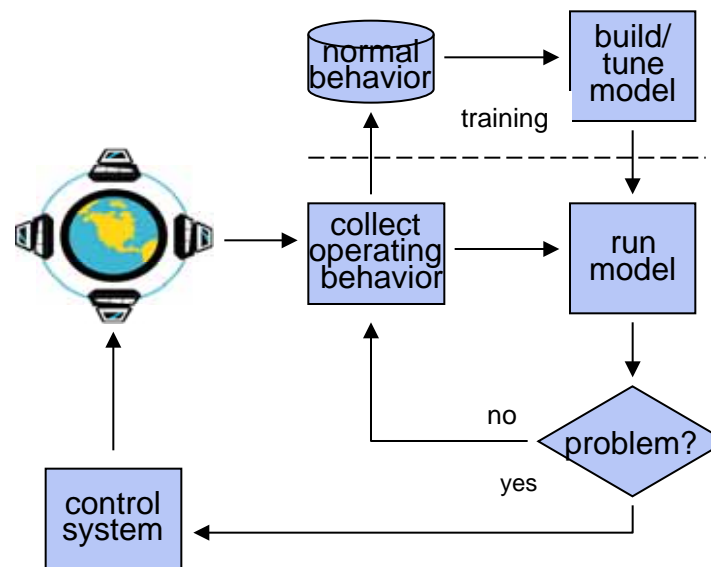 normal
behavior
build/
tune
model
training
collect
operating
behavior
run
model
no
problem?
yes
control
system